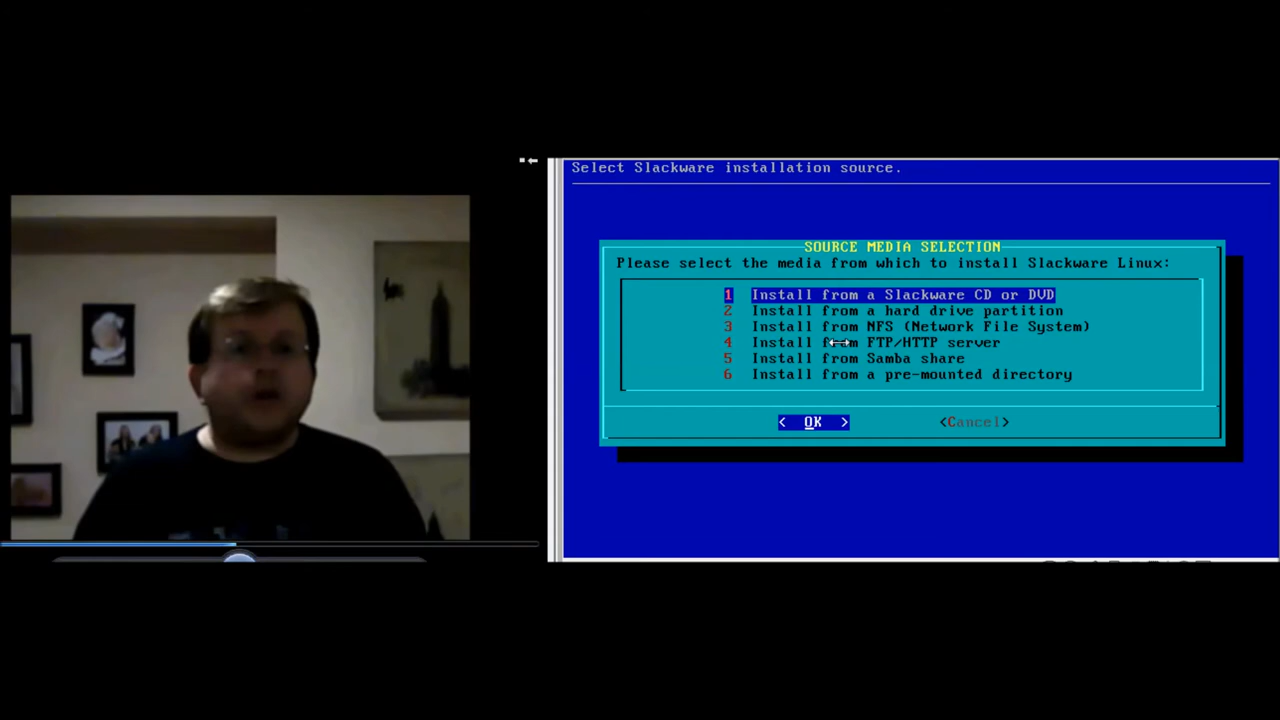 Select Slackware installation source.
SOURCE MEDIA SELECTION
Please select the media from which to install Slackware Linux:
1 Install from a Slackware CD or DVD
2 Install from a hard drive partition
3 Install from NFS (Network File System)
4 Install from FTP/HTTP server
5 Install from Samba share
6 Install from a pre-mounted directory
< OK > <Cancel>